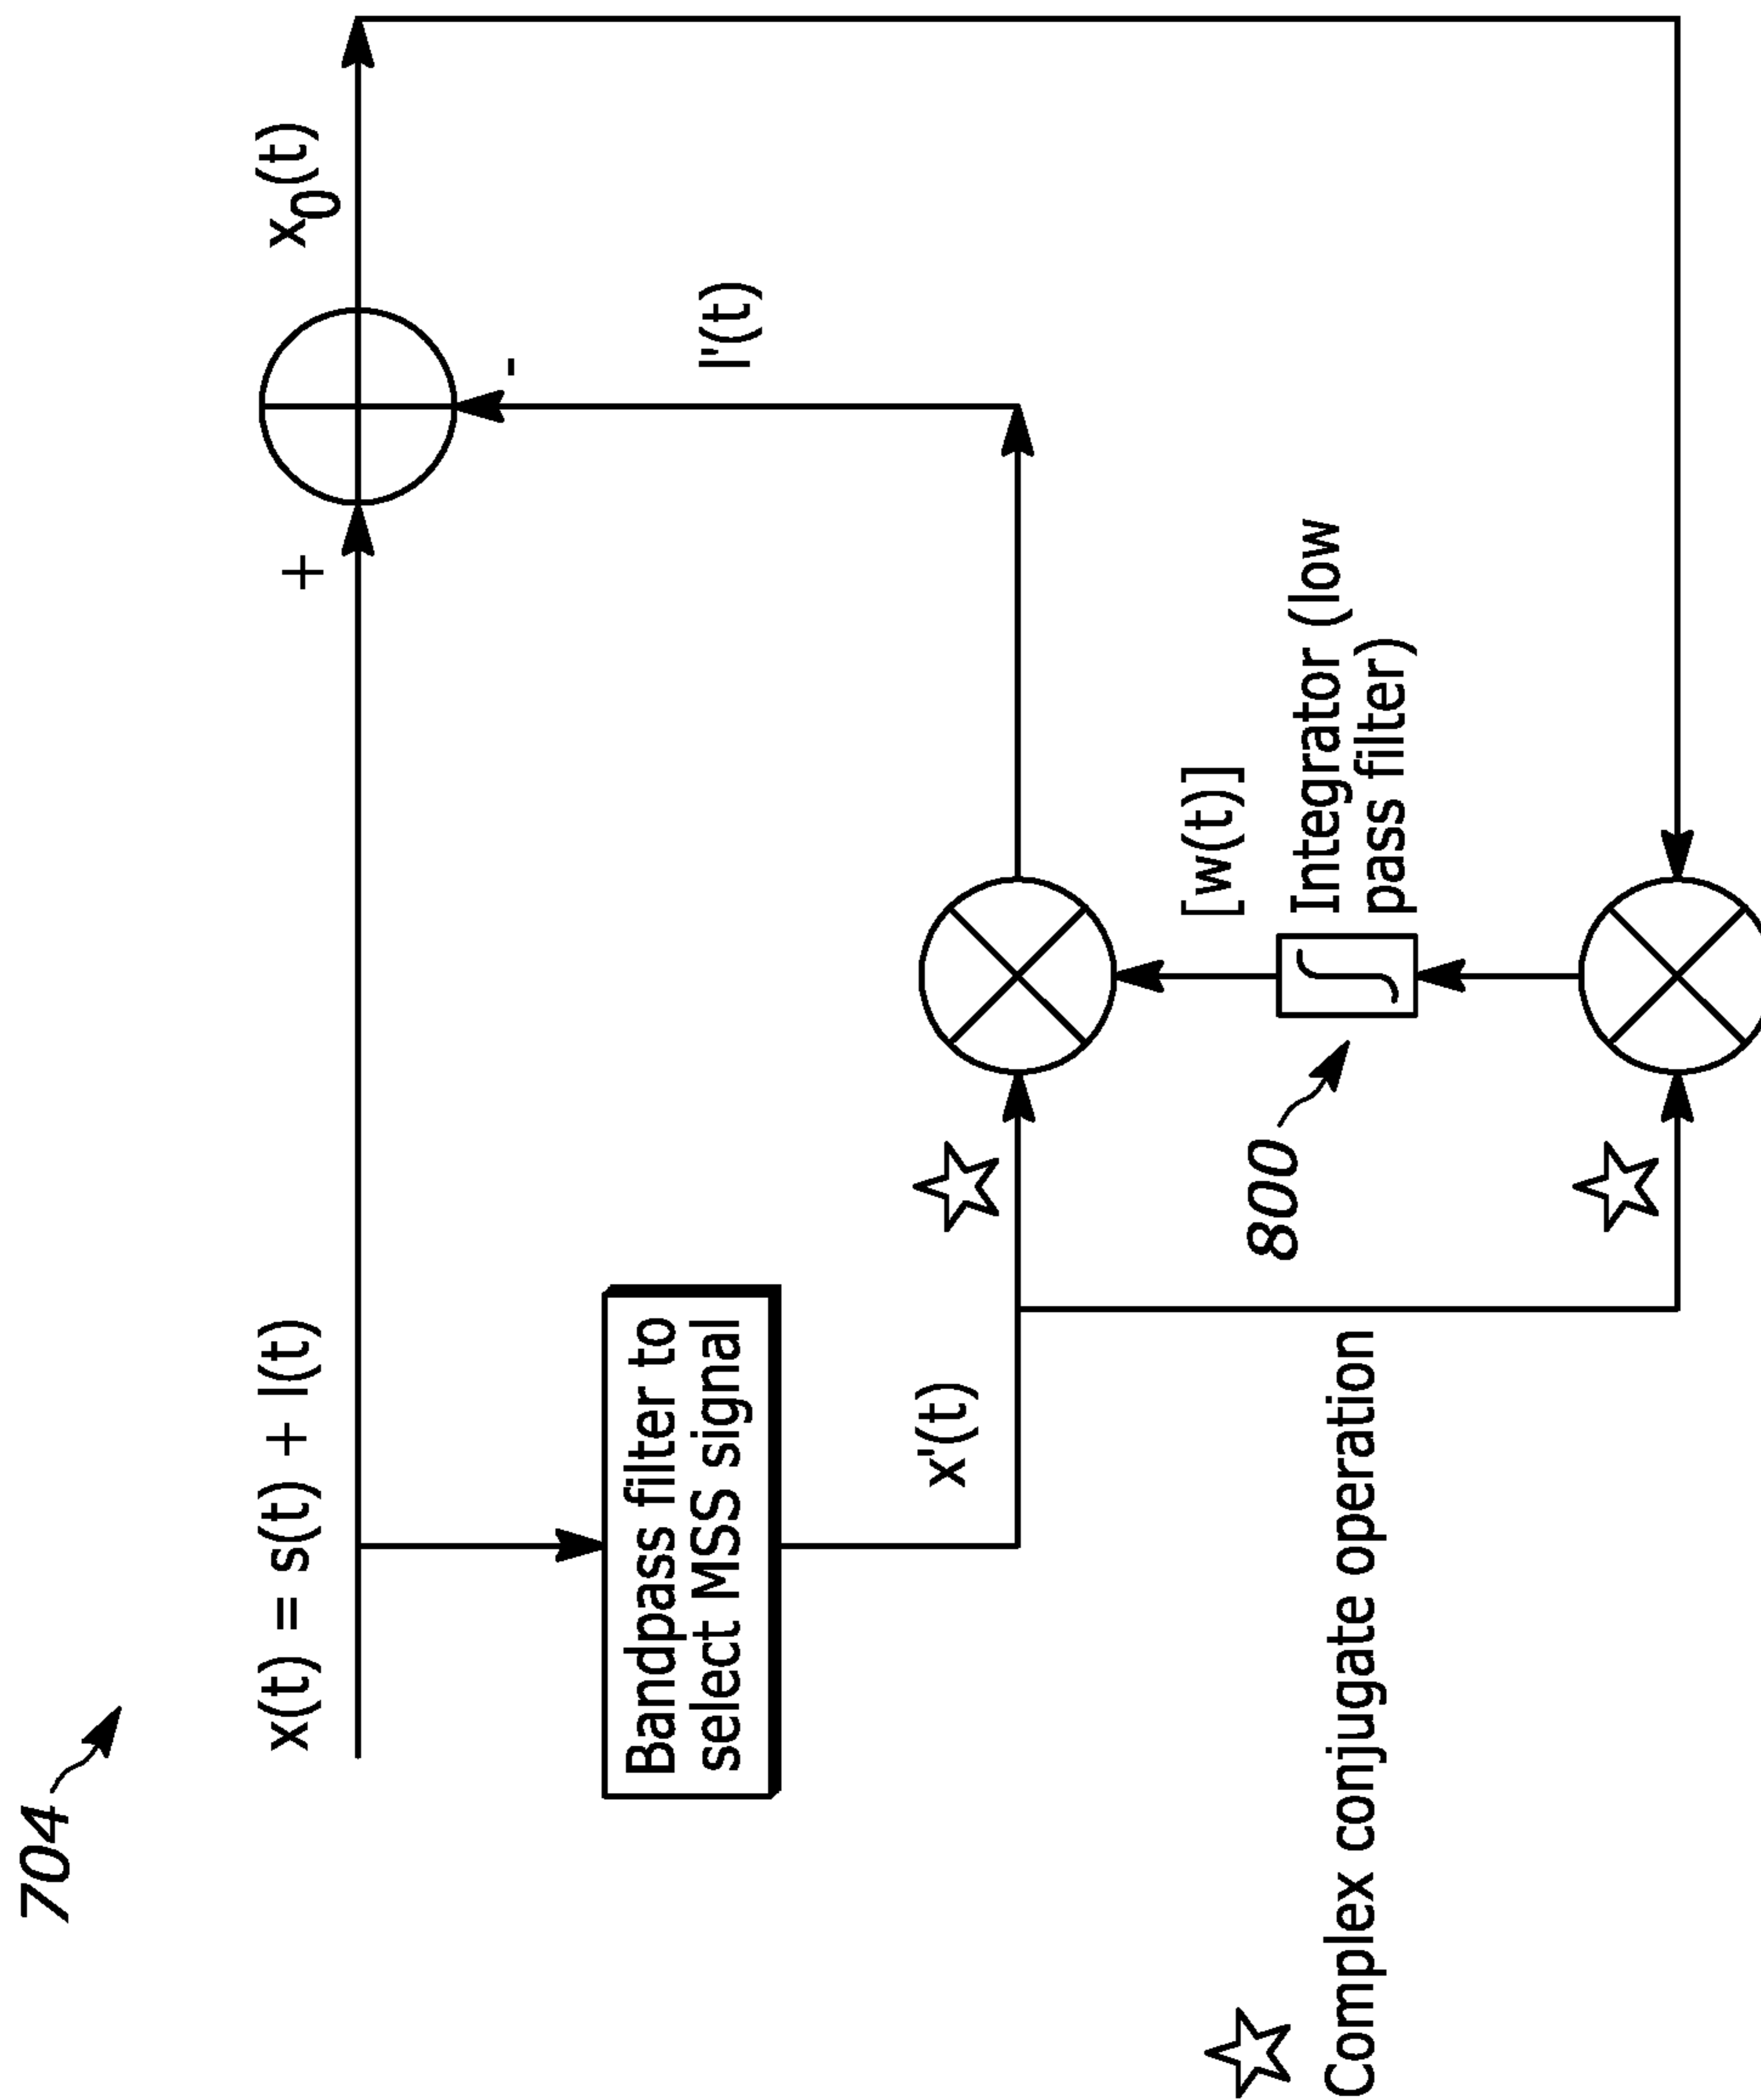 704
x(t) = s(t) + I(t)
+
x0(t)
-
I'(t)
Bandpass filter to
select MSS signal
x'(t)
[w(t)]
800
Integrator (low
pass filter)
Complex conjugate operation